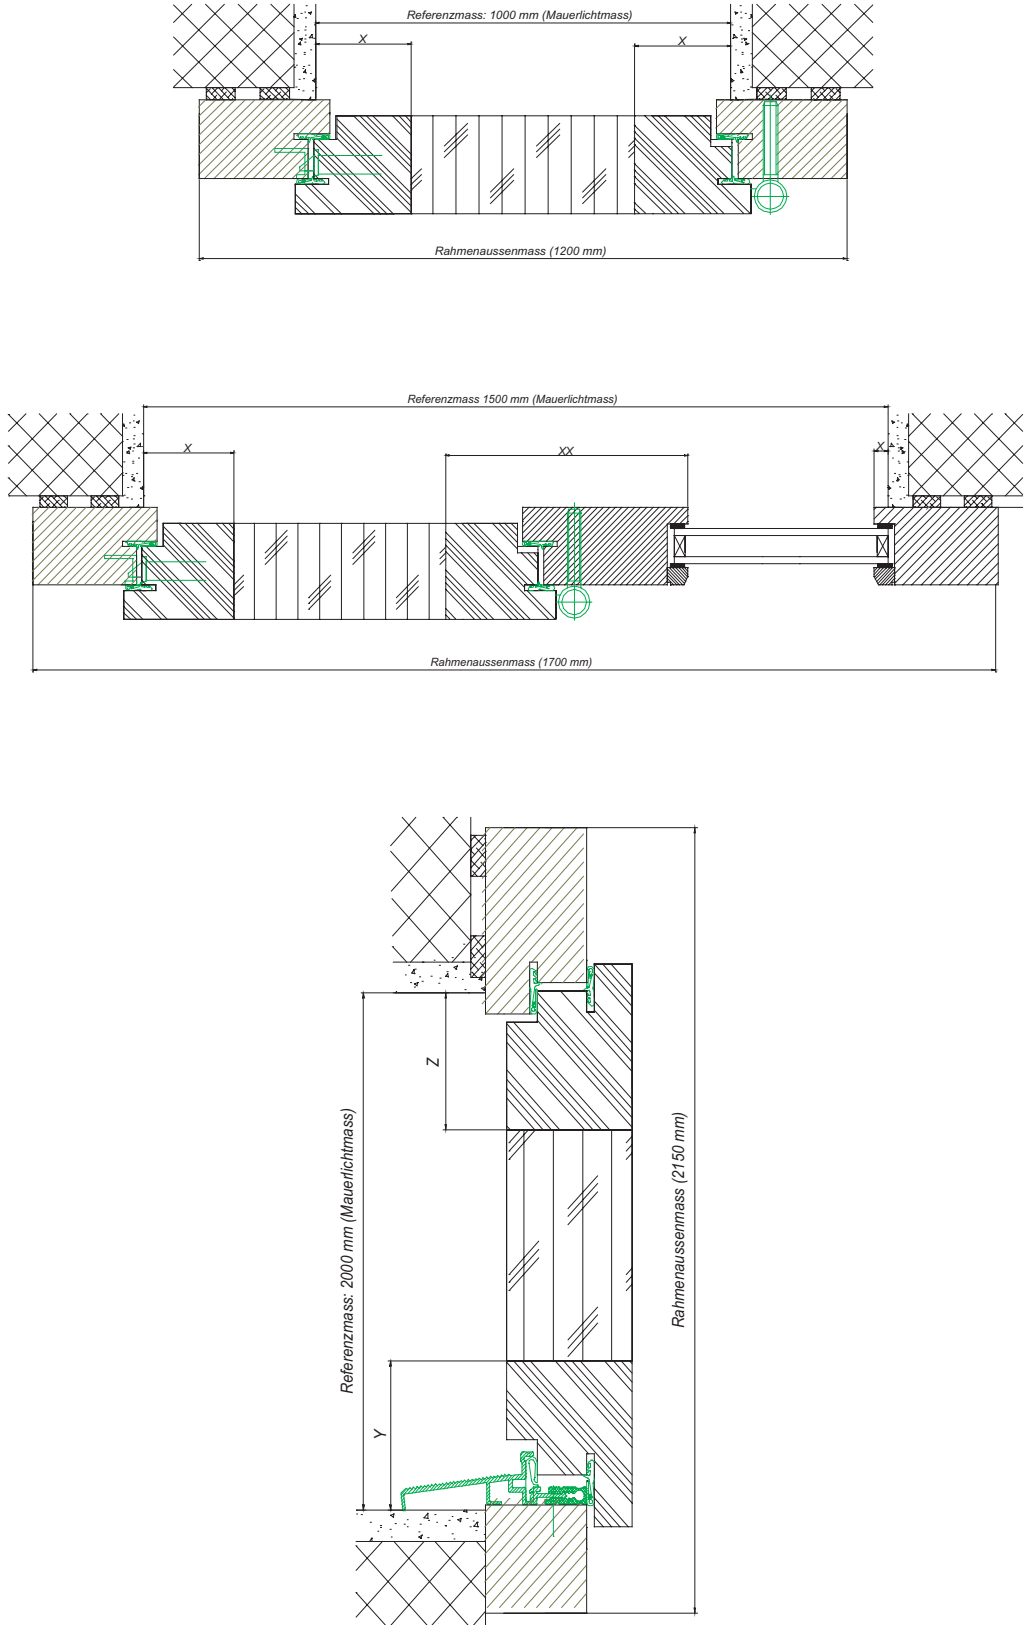 Referenzmass: 1000 mm (Mauerlichtmass)
X
X
Rahmenaussenmass (1200 mm)
Referenzmass 1500 mm (Mauerlichtmass)
X
XX
X
Rahmenaussenmass (1700 mm)
Z
Referenzmass: 2000 mm (Mauerlichtmass)
Rahmenaussenmass (2150 mm)
Y